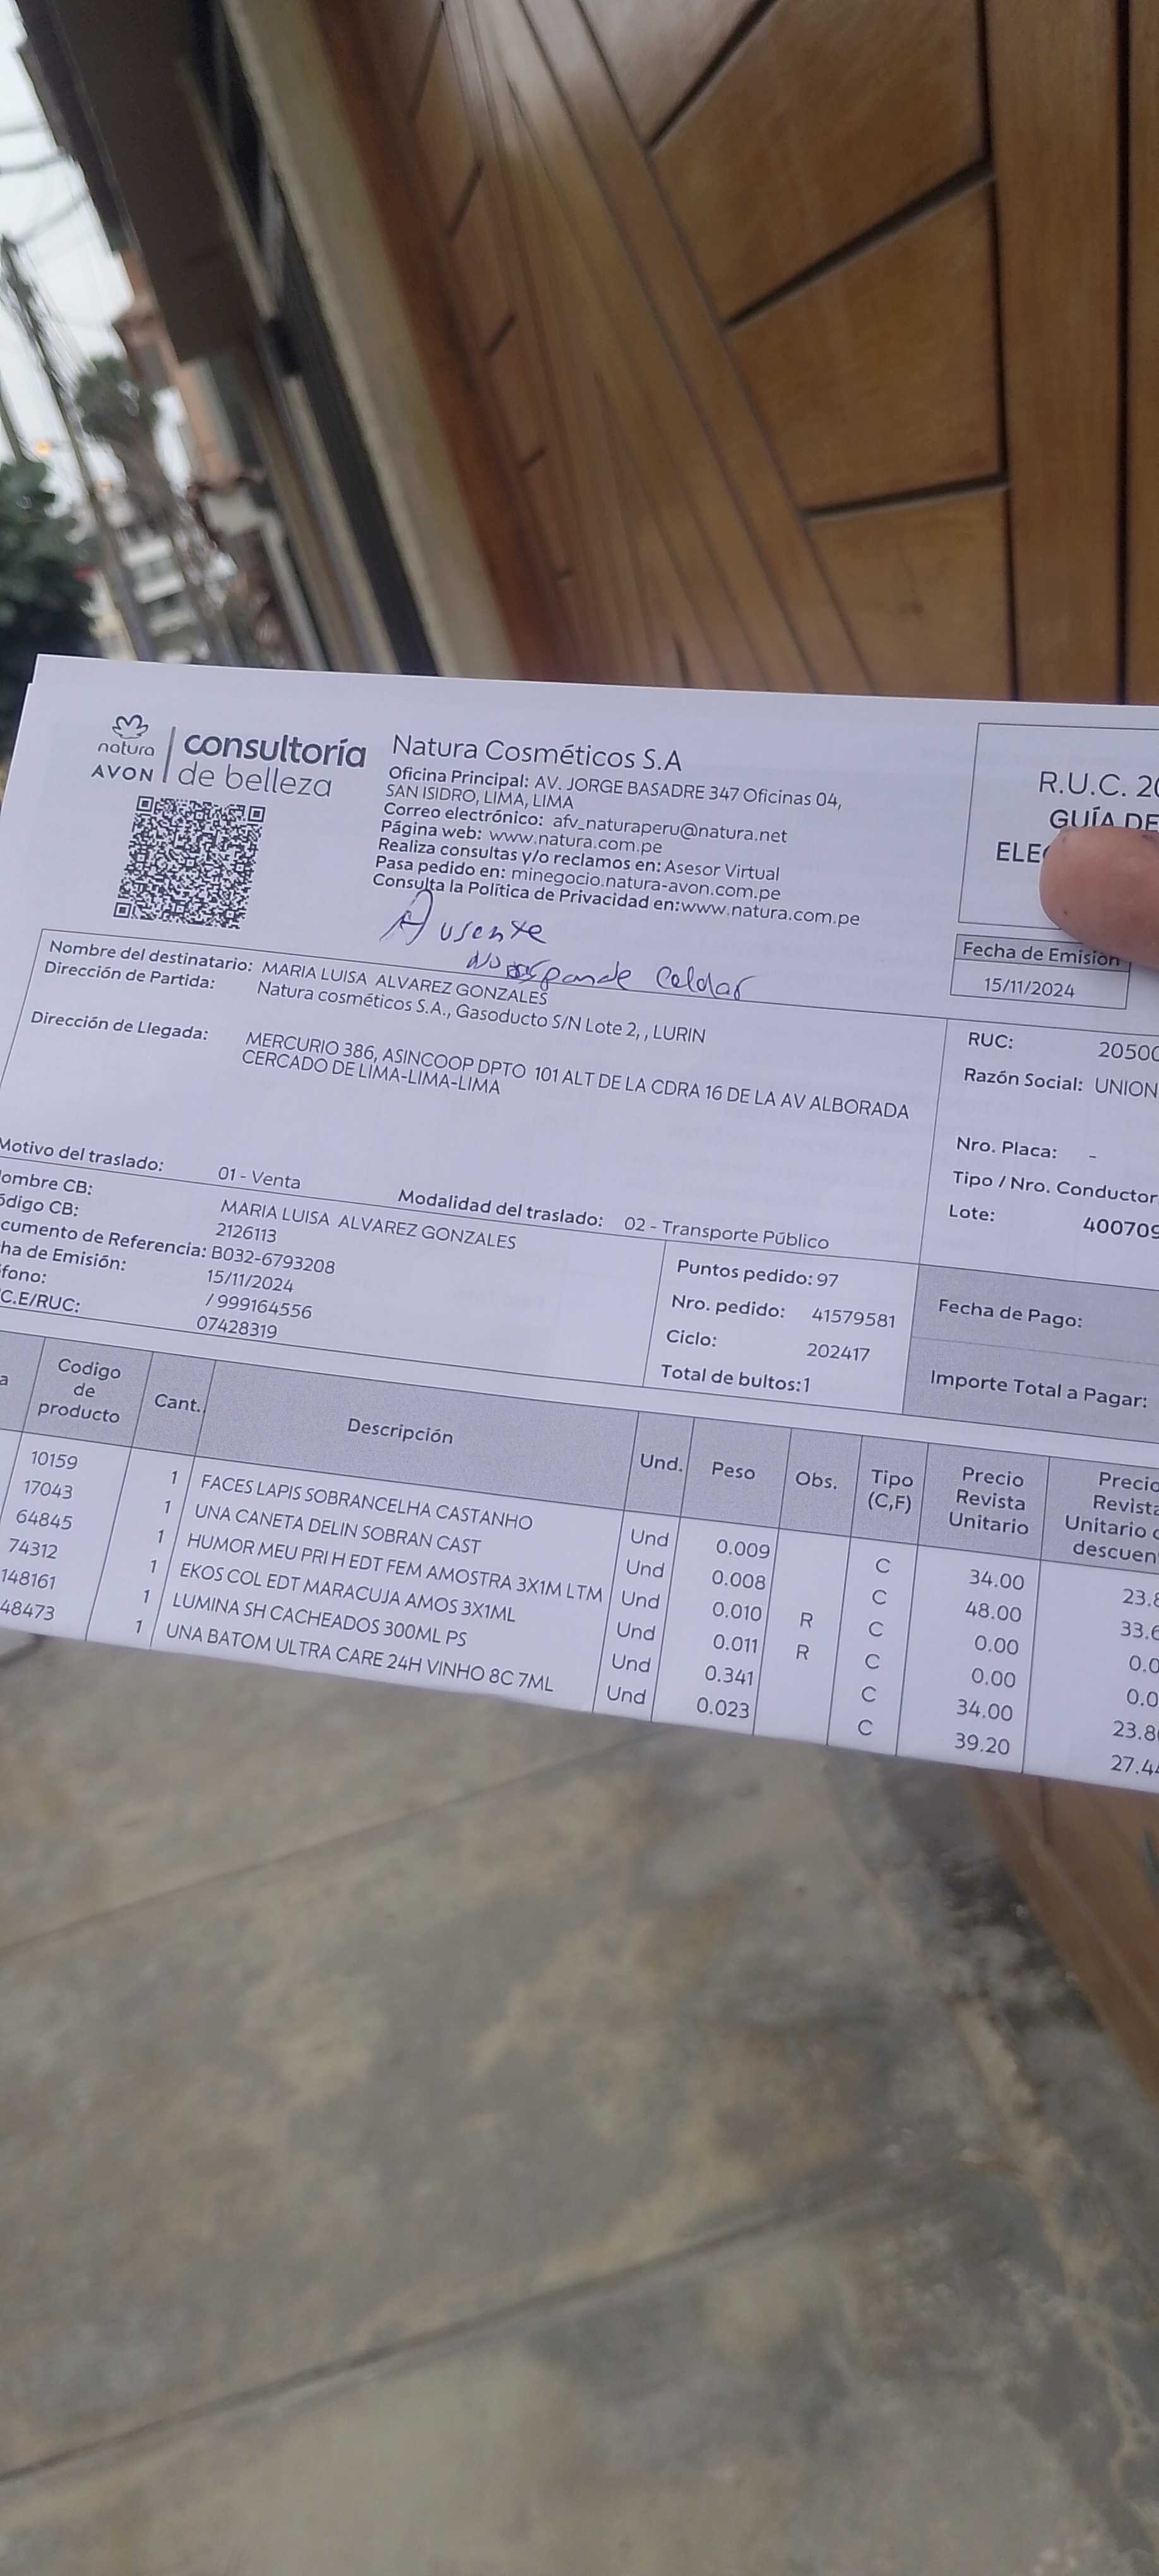 natura
AVON
consultoría
de belleza
Natura Cosméticos S.A
Oficina Principal: AV. JORGE BASADRE 347 Oficinas 04,
SAN ISIDRO, LIMA, LIMA
Correo electrónico: afv_naturaperu@natura.net
Página web: www.natura.com.pe
Realiza consultas y/o reclamos en: Asesor Virtual
Pasa pedido en: minegocio.natura-avon.com.pe
Consulta la Política de Privacidad en:www.natura.com.pe
R.U.C. 20
GUÍA DE
ELE
Ausente
No Celdar
Fecha de Emisión
15/11/2024
Nombre del destinatario: MARIA LUISA ALVAREZ GONZALES
Dirección de Partida: Natura cosméticos S.A., Gasoducto S/N Lote 2, , LURIN
Dirección de Llegada: MERCURIO 386, ASINCOOP DPTO 101 ALT DE LA CDRA 16 DE LA AV ALBORADA
CERCADO DE LIMA-LIMA-LIMA
RUC: 20500
Razón Social: UNION
Nro. Placa: -
Tipo / Nro. Conductor
Lote: 400709
Motivo del traslado: 01 - Venta Modalidad del traslado: 02 - Transporte Público
ombre CB: MARIA LUISA ALVAREZ GONZALES
ódigo CB: 2126113
cumento de Referencia: B032-6793208
ha de Emisión: 15/11/2024
éfono: / 999164556
C.E/RUC: 07428319
Puntos pedido: 97
Nro. pedido: 41579581
Ciclo: 202417
Total de bultos:1
Fecha de Pago:
Importe Total a Pagar:
a Codigo de producto Cant. Descripción Und. Peso Obs. Tipo (C,F) Precio Revista Unitario Precio Revista Unitario descuen
10159 1 FACES LAPIS SOBRANCELHA CASTANHO Und 0.009 C 34.00 23.8
17043 1 UNA CANETA DELIN SOBRAN CAST Und 0.008 C 48.00 33.6
64845 1 HUMOR MEU PRI H EDT FEM AMOSTRA 3X1M LTM Und 0.010 R C 0.00 0.0
74312 1 EKOS COL EDT MARACUJA AMOS 3X1ML Und 0.011 R C 0.00 0.0
148161 1 LUMINA SH CACHEADOS 300ML PS Und 0.341 C 34.00 23.8
48473 1 UNA BATOM ULTRA CARE 24H VINHO 8C 7ML Und 0.023 C 39.20 27.44